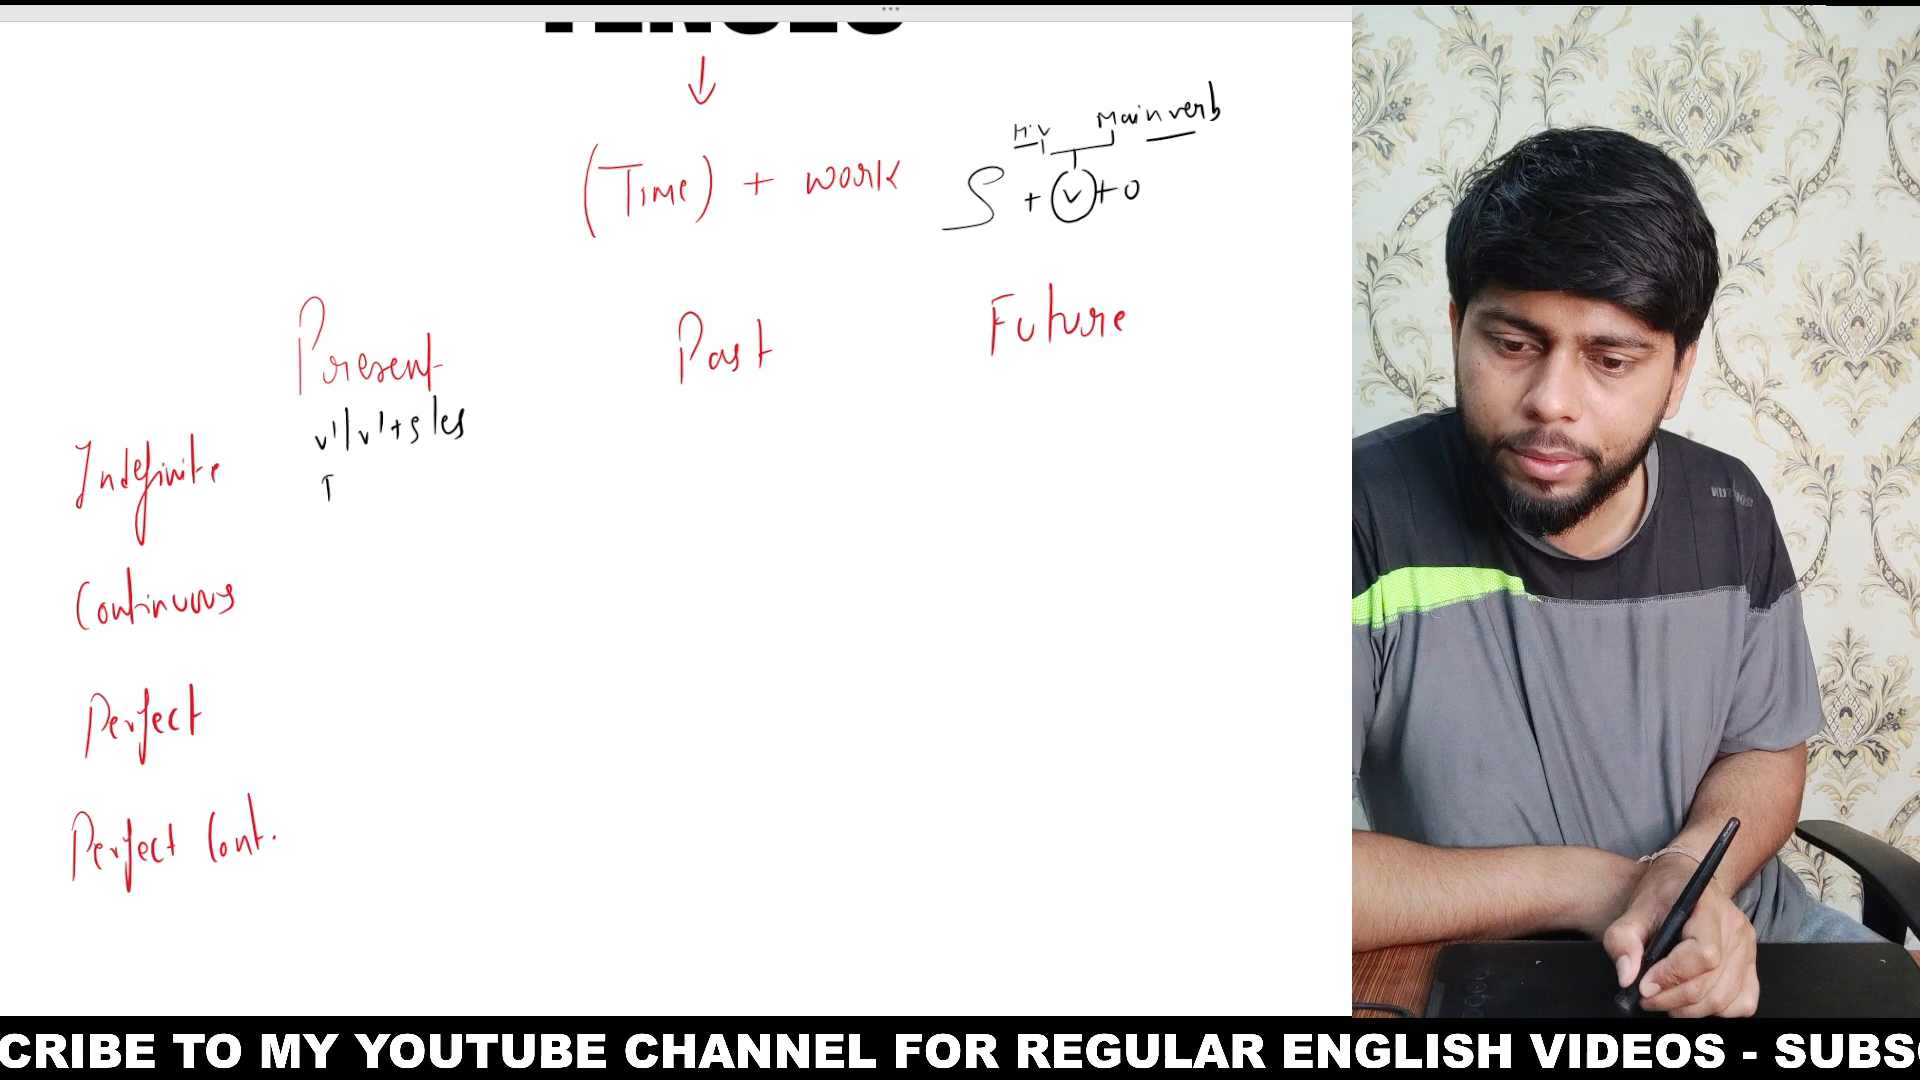 TENSES
↓
H.V Main verb
(Time) + work S + V + O
Present Past Future
v¹/v¹+s/es
Indefinite
I
Continuous
Perfect
Perfect Cont.
CRIBE TO MY YOUTUBE CHANNEL FOR REGULAR ENGLISH VIDEOS - SUBS